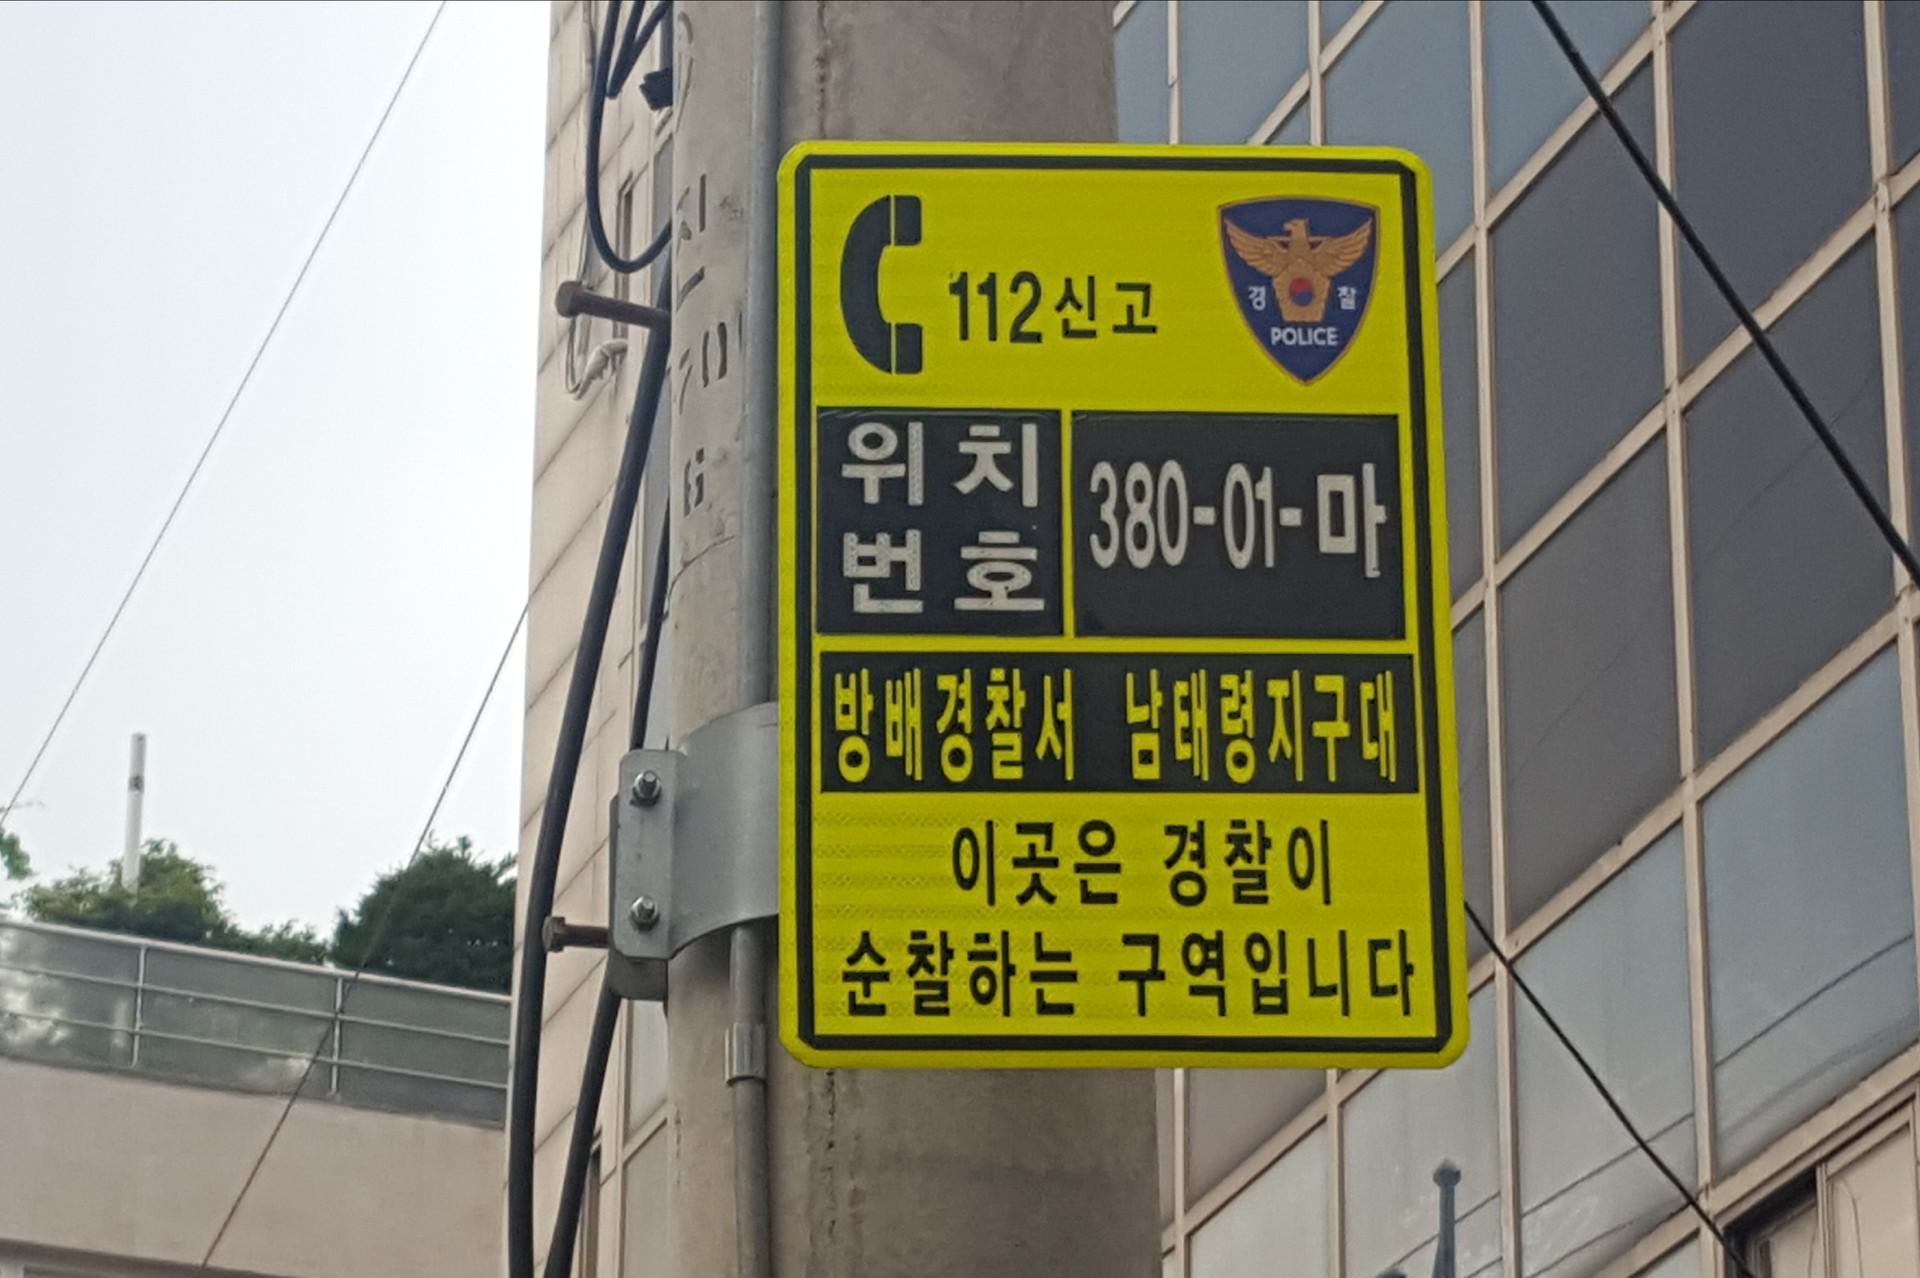 112신고
경 찰
POLICE
위치
번호
380-01-마
방배경찰서 남태령지구대
이곳은 경찰이
순찰하는 구역입니다